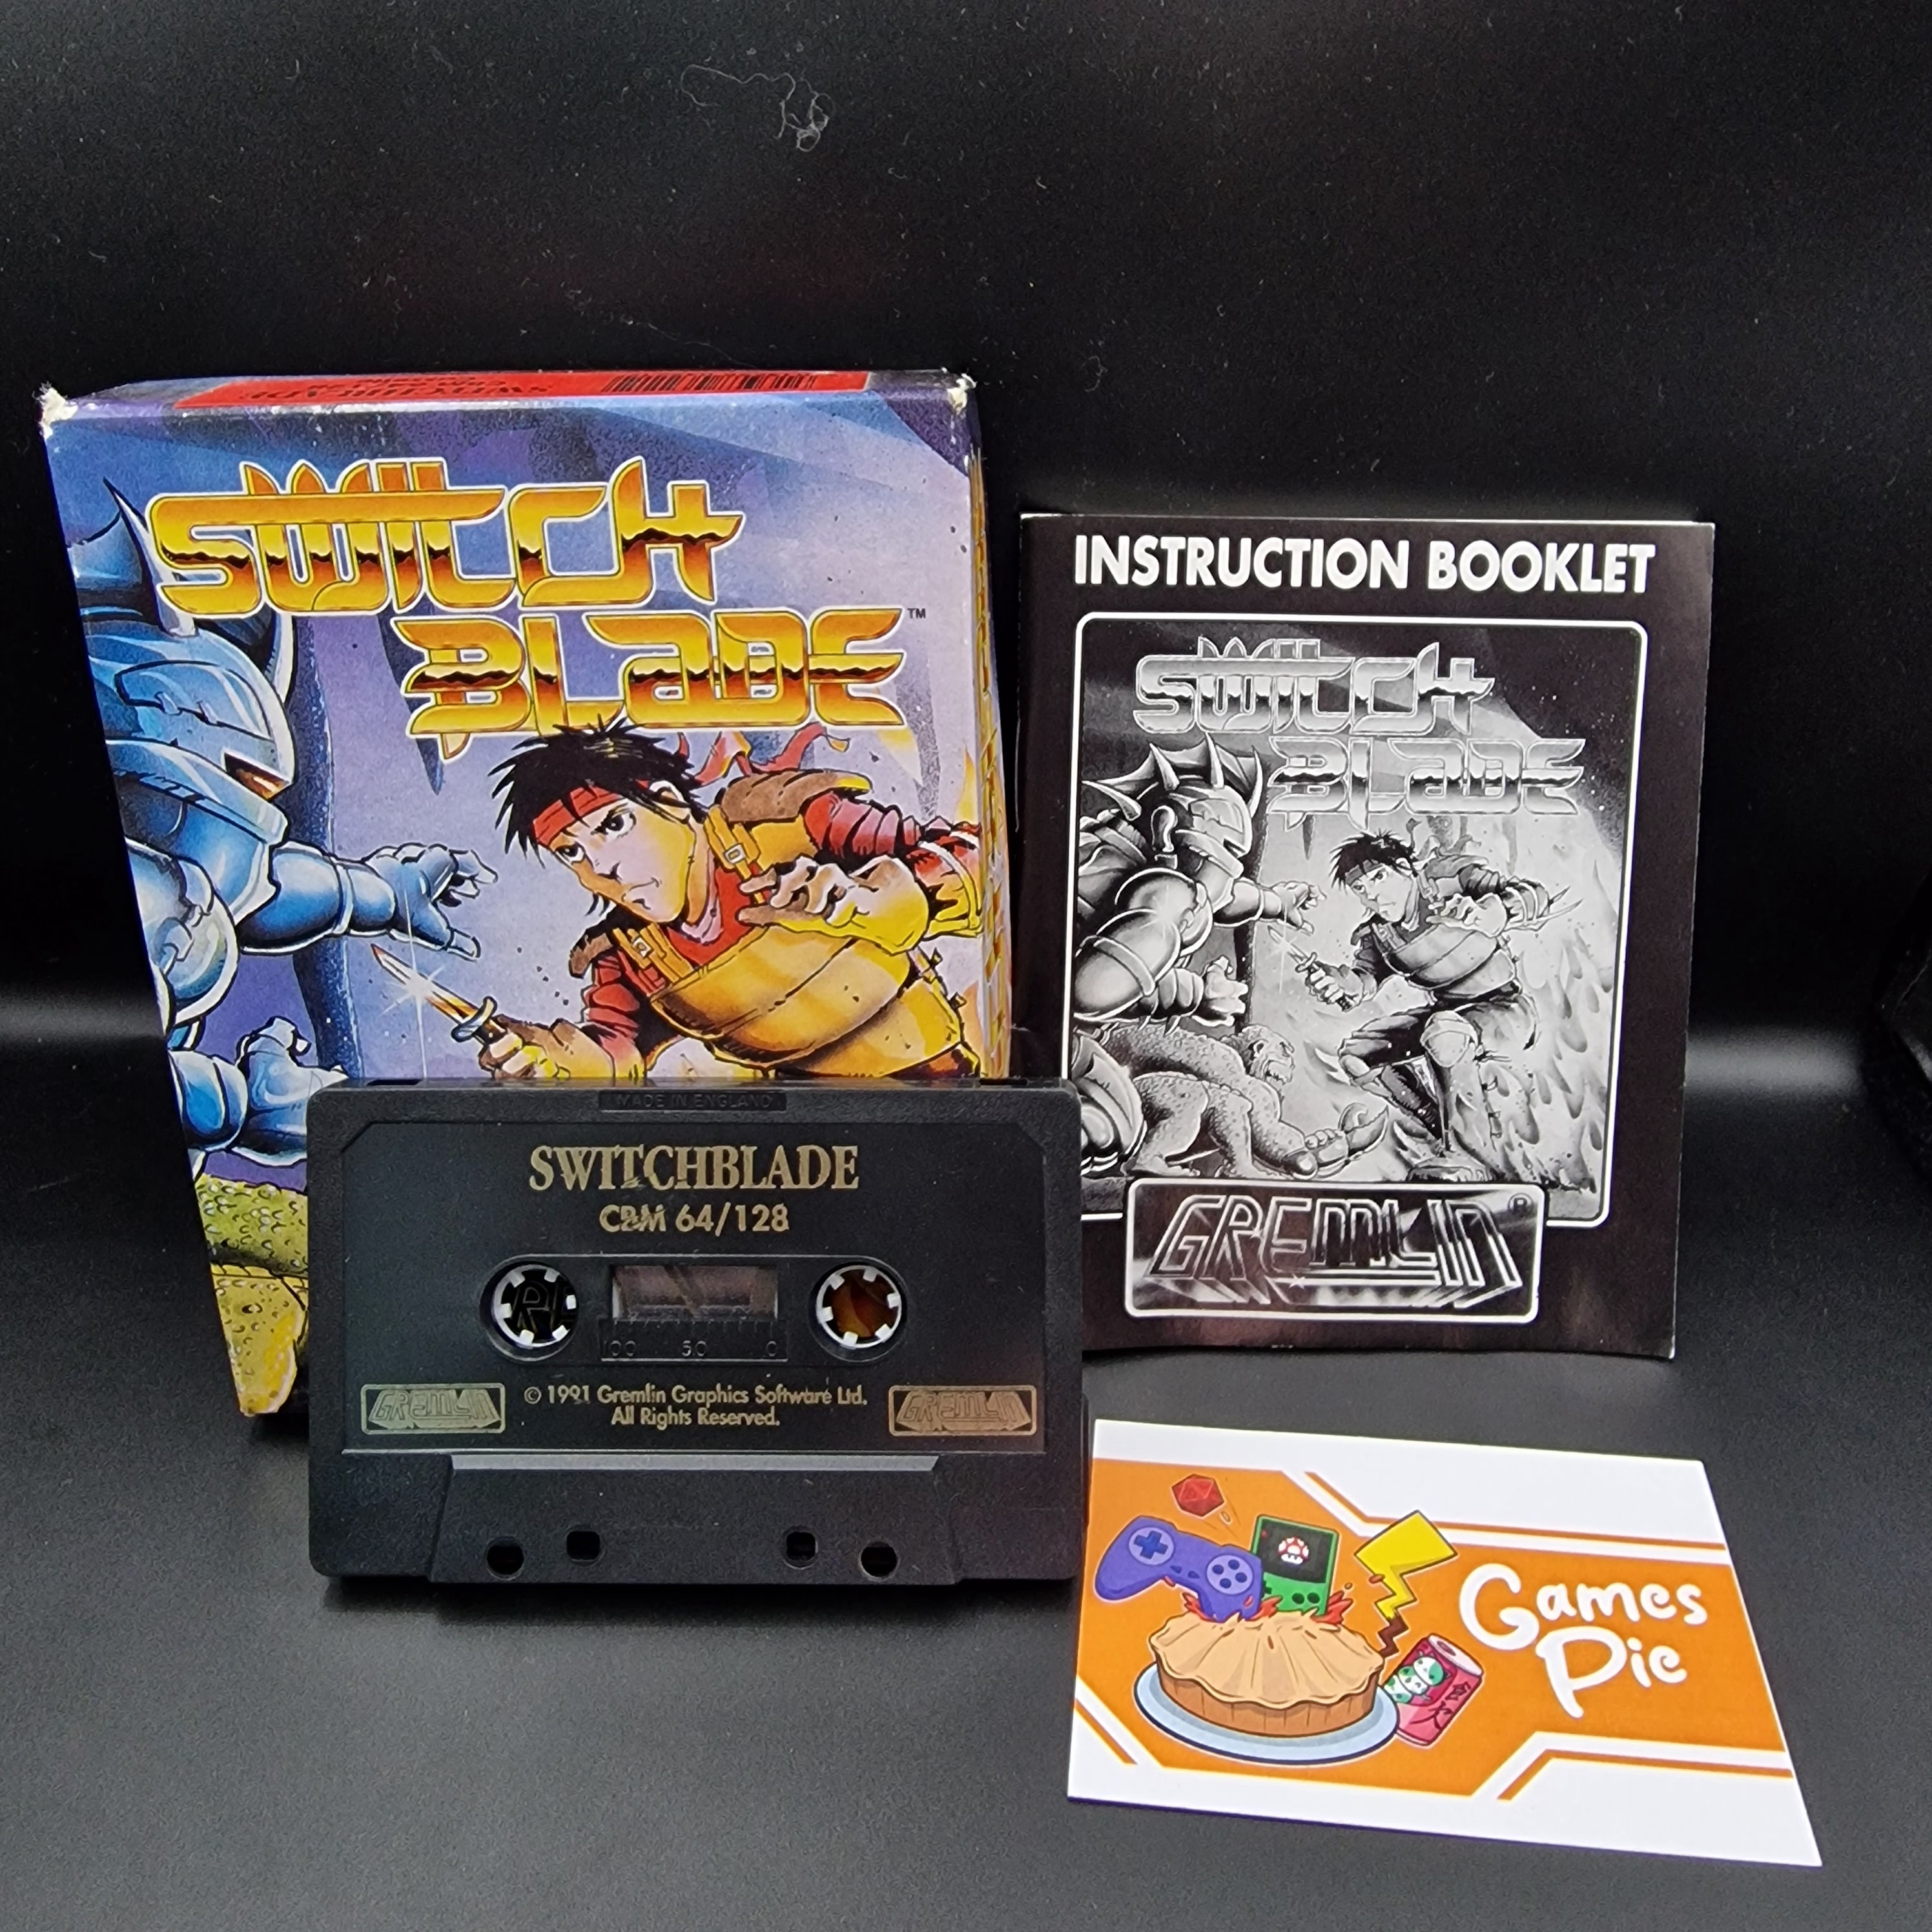 SWITCH
BLADE
™
INSTRUCTION BOOKLET
SWITCH
BLADE
GREMLIN ®
MADE IN ENGLAND
SWITCHBLADE
CBM 64/128
100 50 0
GREMLIN
© 1991 Gremlin Graphics Software Ltd.
All Rights Reserved.
GREMLIN
Games
Pie